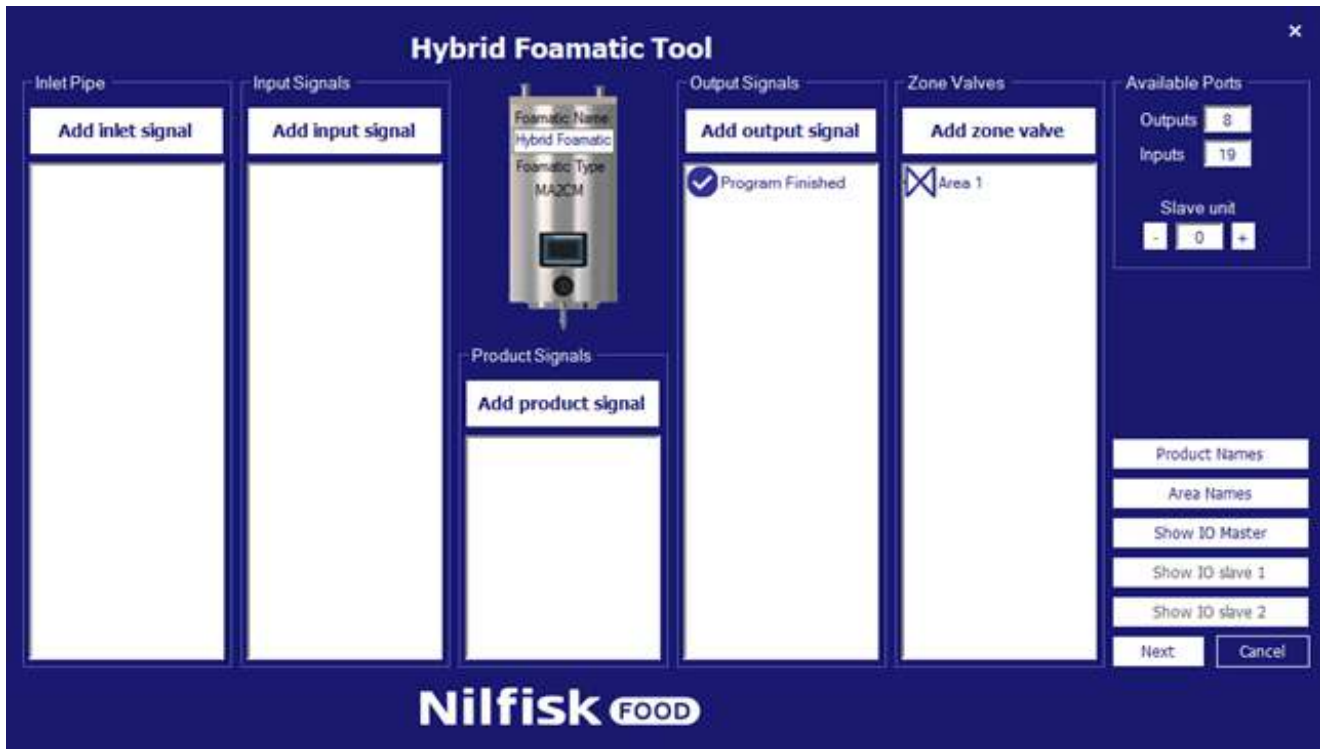 ×
Hybrid Foamatic Tool
Inlet Pipe
Add inlet signal
Input Signals
Add input signal
Foamatic Name
Hybrid Foamatic
Foamatic Type
MA2CM
Product Signals
Add product signal
Output Signals
Add output signal
Program Finished
Zone Valves
Add zone valve
Area 1
Available Ports
Outputs 8
Inputs 19
Slave unit
- 0 +
Product Names
Area Names
Show IO Master
Show IO slave 1
Show IO slave 2
Next Cancel
Nilfisk FOOD